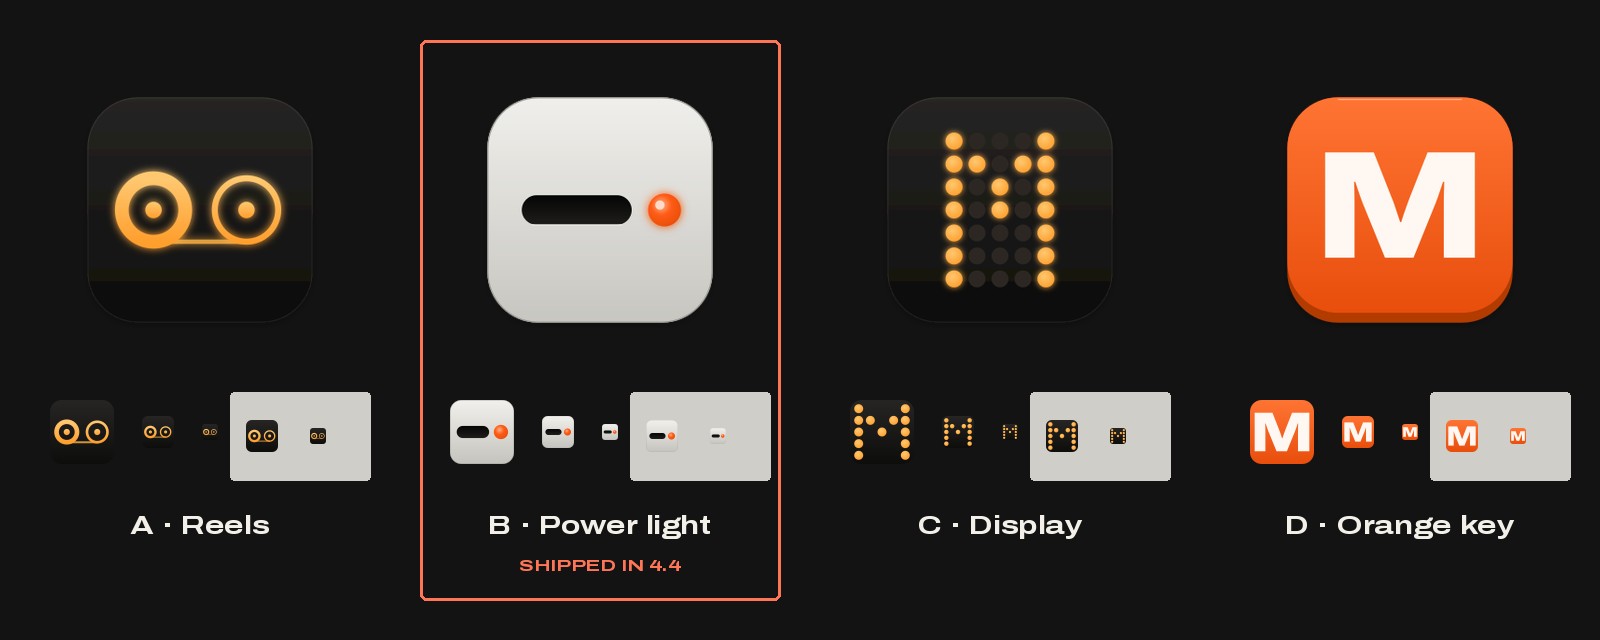 M
A · Reels
B · Power light
SHIPPED IN 4.4
C · Display
D · Orange key